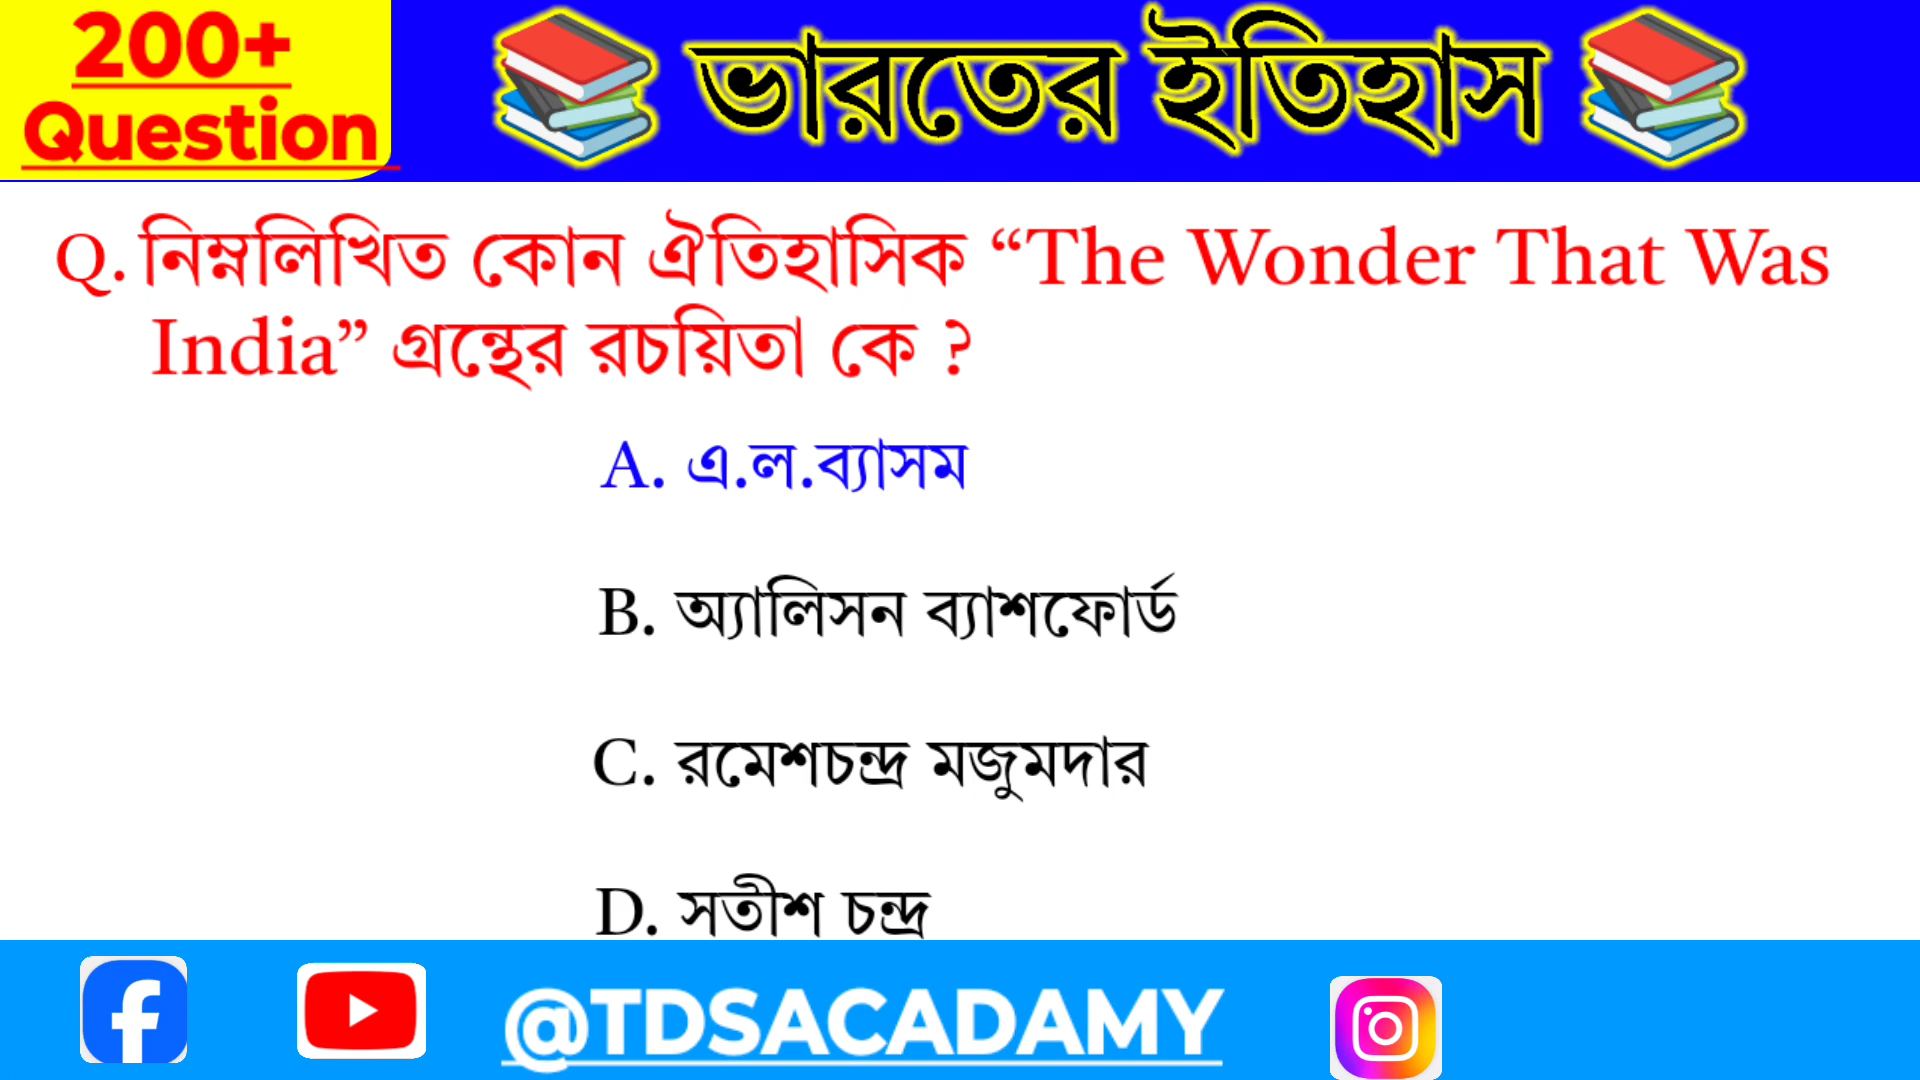 200+
Question
ভারতের ইতিহাস
Q. নিম্নলিখিত কোন ঐতিহাসিক “The Wonder That Was
India” গ্রন্থের রচয়িতা কে ?
A. এ.ল.ব্যাসম
B. অ্যালিসন ব্যাশফোর্ড
C. রমেশচন্দ্র মজুমদার
D. সতীশ চন্দ্র
@TDSACADAMY